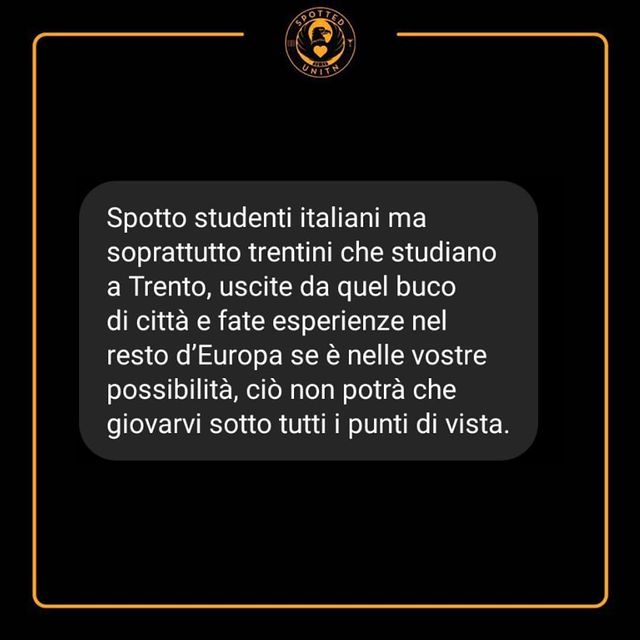 SPOTTED
UNITN
Spotto studenti italiani ma
soprattutto trentini che studiano
a Trento, uscite da quel buco
di città e fate esperienze nel
resto d’Europa se è nelle vostre
possibilità, ciò non potrà che
giovarvi sotto tutti i punti di vista.